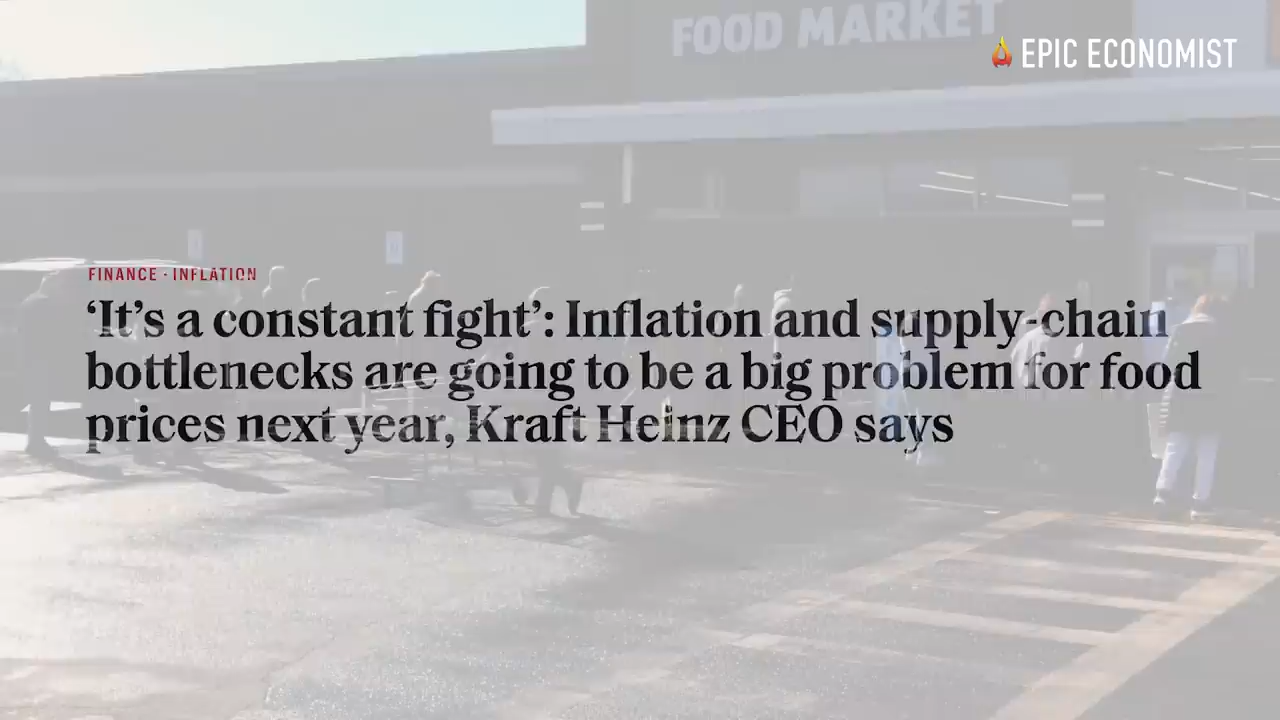 FOOD MARKET
EPIC ECONOMIST
FINANCE · INFLATION
‘It’s a constant fight’: Inflation and supply-chain
bottlenecks are going to be a big problem for food
prices next year, Kraft Heinz CEO says